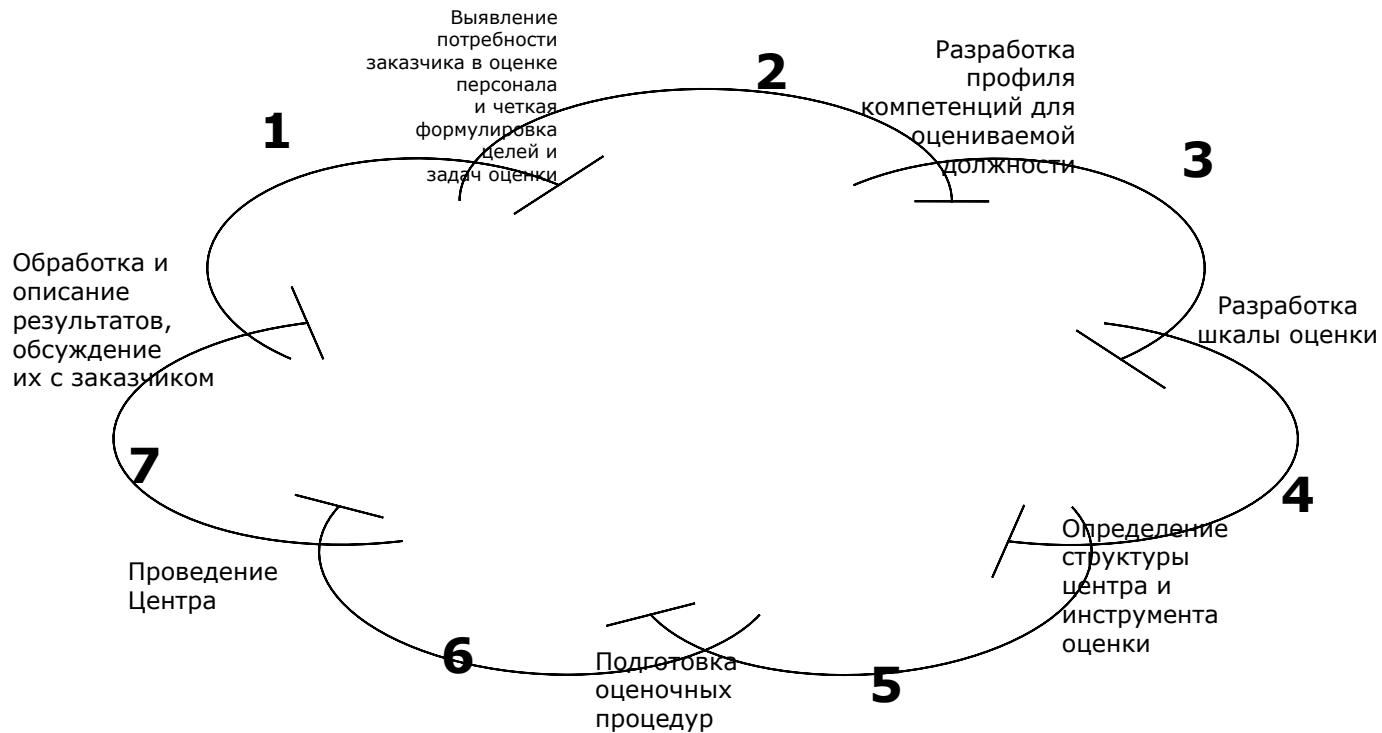 1
Выявление
потребности
заказчика в оценке
персонала
и четкая
формулировка
целей и
задач оценки
2
Разработка
профиля
компетенций для
оцениваемой
должности
3
Разработка
шкалы оценки
4
Определение
структуры
центра и
инструмента
оценки
5
Подготовка
оценочных
процедур
6
Проведение
Центра
7
Обработка и
описание
результатов,
обсуждение
их с заказчиком